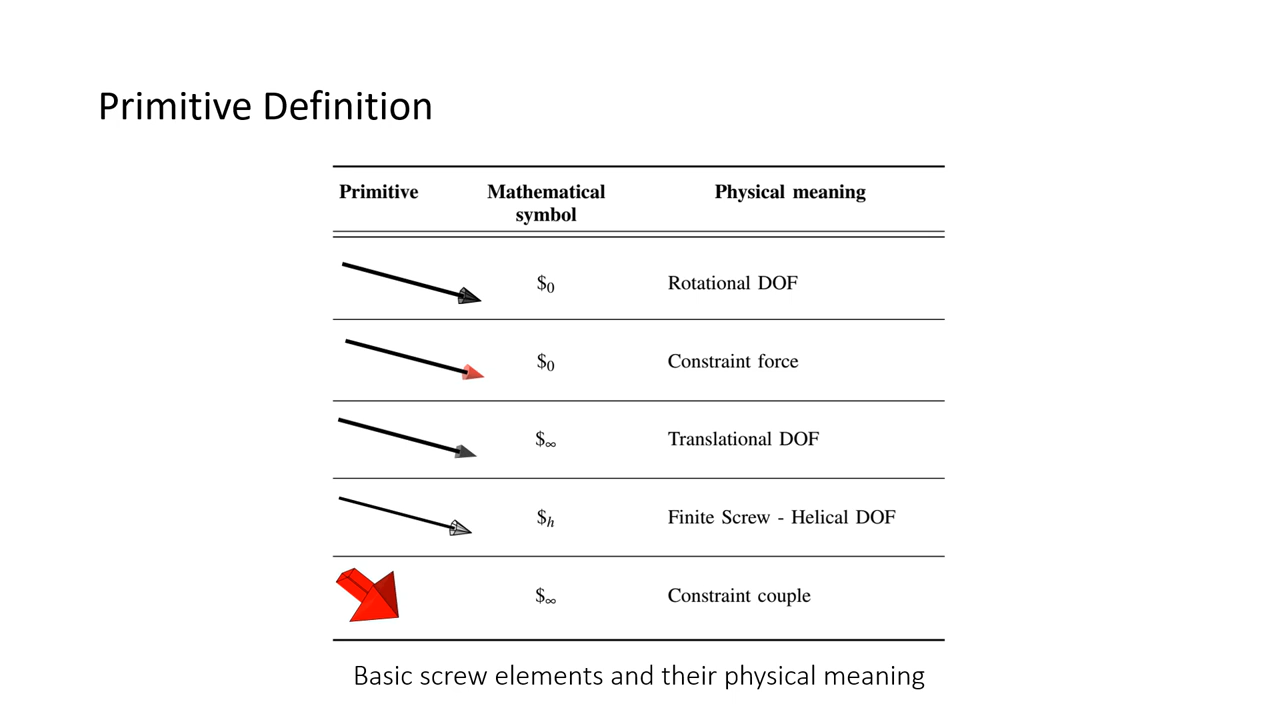 Primitive Definition
Primitive Mathematical symbol Physical meaning
$₀ Rotational DOF
$₀ Constraint force
$∞ Translational DOF
$ₕ Finite Screw - Helical DOF
$∞ Constraint couple
Basic screw elements and their physical meaning